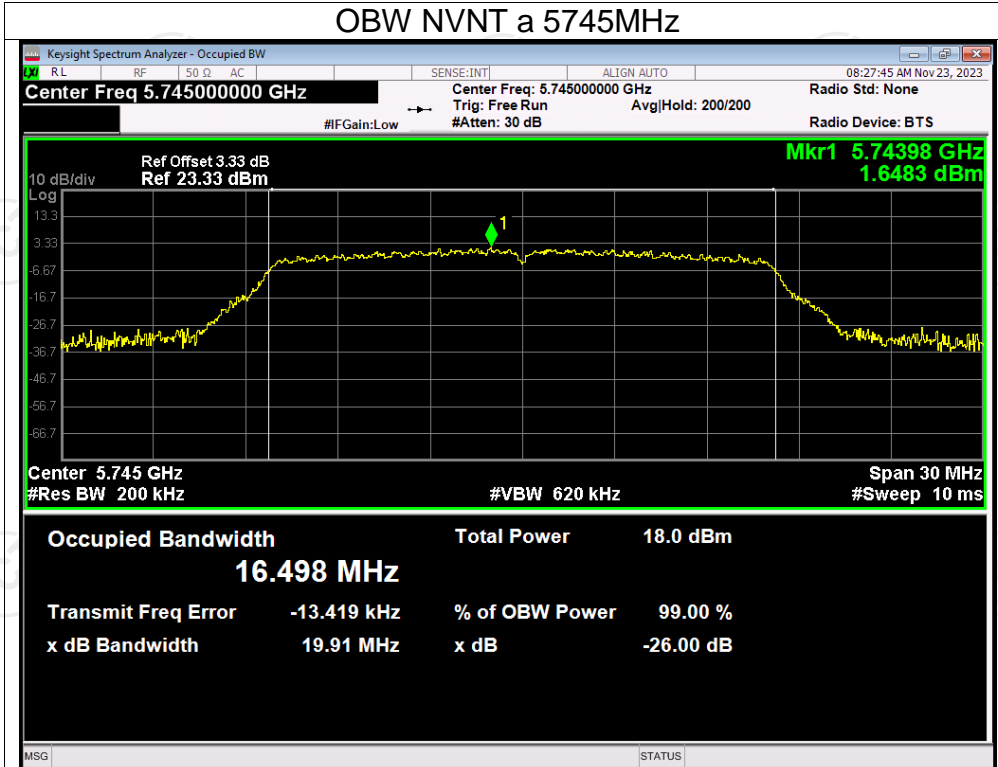 OBW NVNT a 5745MHz
Keysight Spectrum Analyzer - Occupied BW
LXI RL RF 50 Ω AC SENSE:INT ALIGN AUTO 08:27:45 AM Nov 23, 2023
Center Freq 5.745000000 GHz Center Freq: 5.745000000 GHz Radio Std: None
Trig: Free Run Avg|Hold: 200/200
#IFGain:Low #Atten: 30 dB Radio Device: BTS
Mkr1 5.74398 GHz
Ref Offset 3.33 dB
10 dB/div Ref 23.33 dBm 1.6483 dBm
Log
13.3
1
3.33
-6.67
-16.7
-26.7
-36.7
-46.7
-56.7
-66.7
Center 5.745 GHz Span 30 MHz
#Res BW 200 kHz #VBW 620 kHz #Sweep 10 ms
Occupied Bandwidth Total Power 18.0 dBm
16.498 MHz
Transmit Freq Error -13.419 kHz % of OBW Power 99.00 %
x dB Bandwidth 19.91 MHz x dB -26.00 dB
MSG STATUS